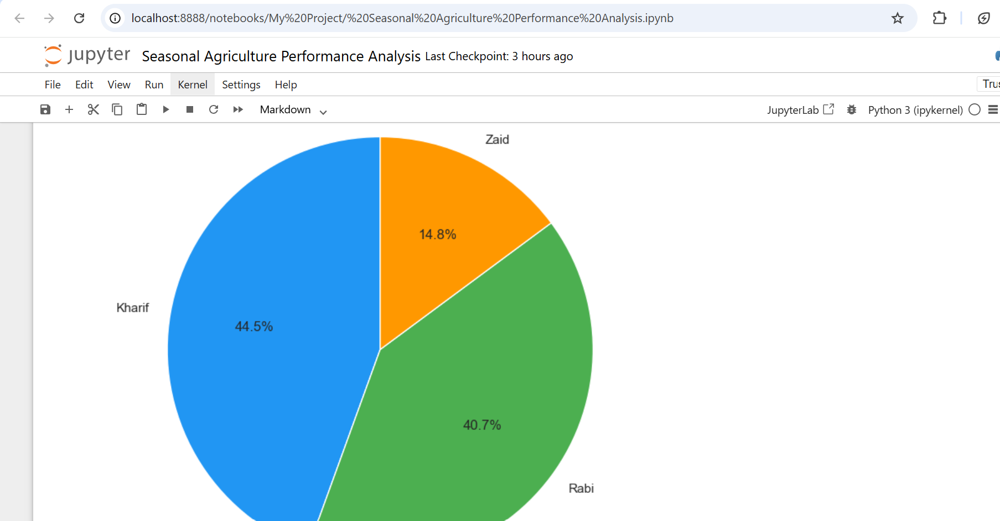 localhost:8888/notebooks/My%20Project/%20Seasonal%20Agriculture%20Performance%20Analysis.ipynb
jupyter Seasonal Agriculture Performance Analysis Last Checkpoint: 3 hours ago
File Edit View Run Kernel Settings Help Trus
Markdown JupyterLab Python 3 (ipykernel)
Zaid
14.8%
Kharif
44.5%
40.7%
Rabi